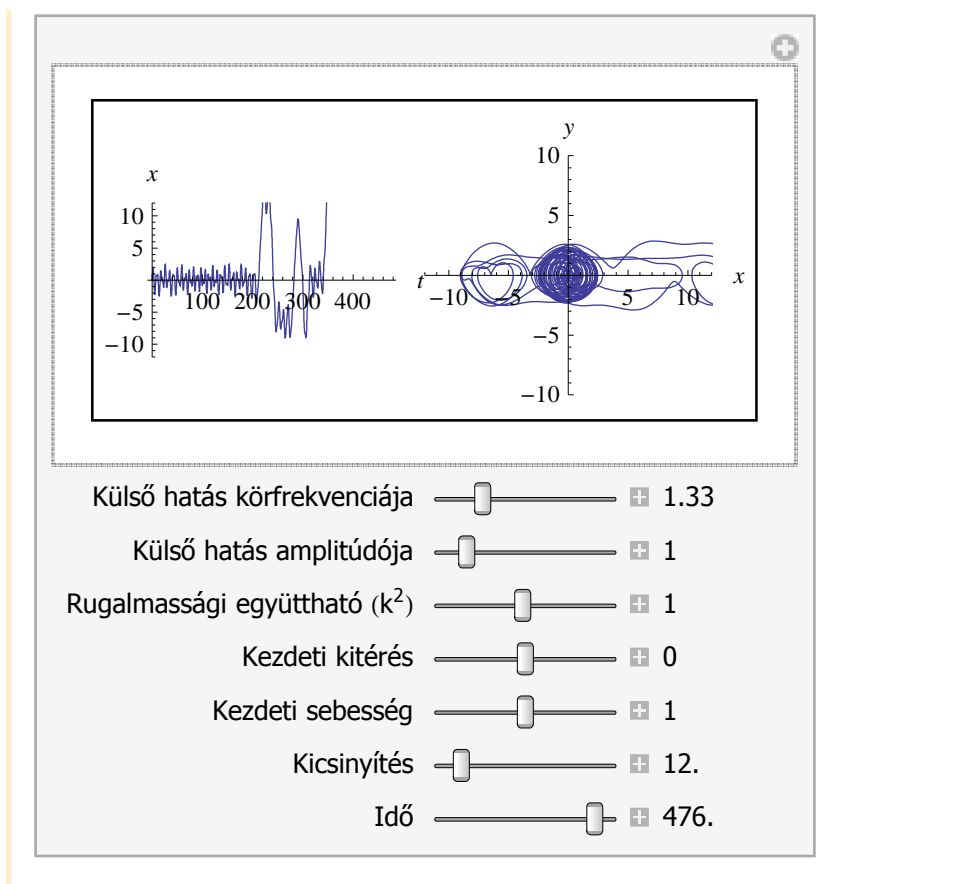 y
10
5
-5
-10
-10 -5 5 10 x
x
10
5
-5
-10
100 200 300 400 t
Külső hatás körfrekvenciája 1.33
Külső hatás amplitúdója 1
Rugalmassági együttható (k²) 1
Kezdeti kitérés 0
Kezdeti sebesség 1
Kicsinyítés 12.
Idő 476.